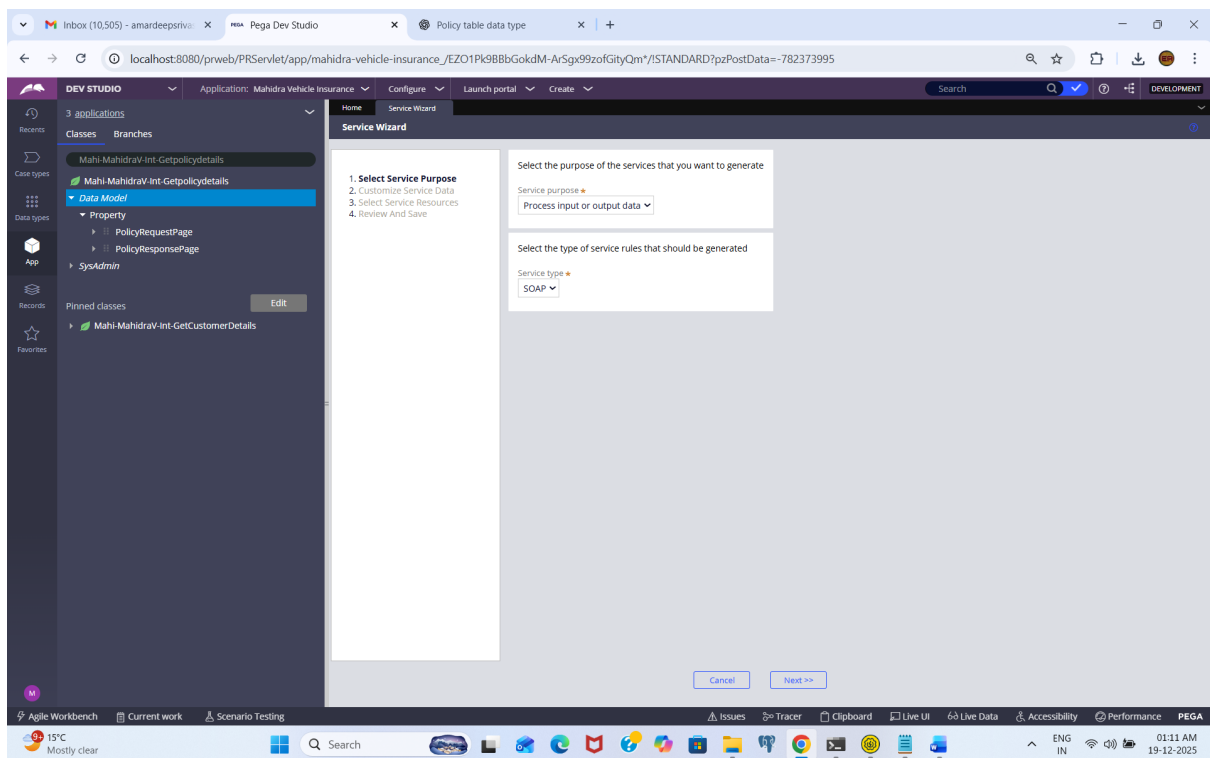 Inbox (10,505) - amardeepsriva
PEGA Pega Dev Studio
Policy table data type
localhost:8080/prweb/PRServlet/app/mahidra-vehicle-insurance_/EZO1Pk9BBbGokdM-ArSgx99zofGityQm*/!STANDARD?pzPostData=-782373995
DEV STUDIO
Application: Mahidra Vehicle Insurance
Configure
Launch portal
Create
Search
DEVELOPMENT
Recents
Case types
Data types
App
Records
Favorites
M
3 applications
Classes
Branches
Mahi-MahidraV-Int-Getpolicydetails
Mahi-MahidraV-Int-Getpolicydetails
Data Model
Property
PolicyRequestPage
PolicyResponsePage
SysAdmin
Pinned classes
Edit
Mahi-MahidraV-Int-GetCustomerDetails
Home
Service Wizard
Service Wizard
1. Select Service Purpose
2. Customize Service Data
3. Select Service Resources
4. Review And Save
Select the purpose of the services that you want to generate
Service purpose ★
Process input or output data
Select the type of service rules that should be generated
Service type ★
SOAP
Cancel
Next >>
Agile Workbench
Current work
Scenario Testing
Issues
Tracer
Clipboard
Live UI
Live Data
Accessibility
Performance
PEGA
9+
15°C
Mostly clear
Search
ENG
IN
01:11 AM
19-12-2025